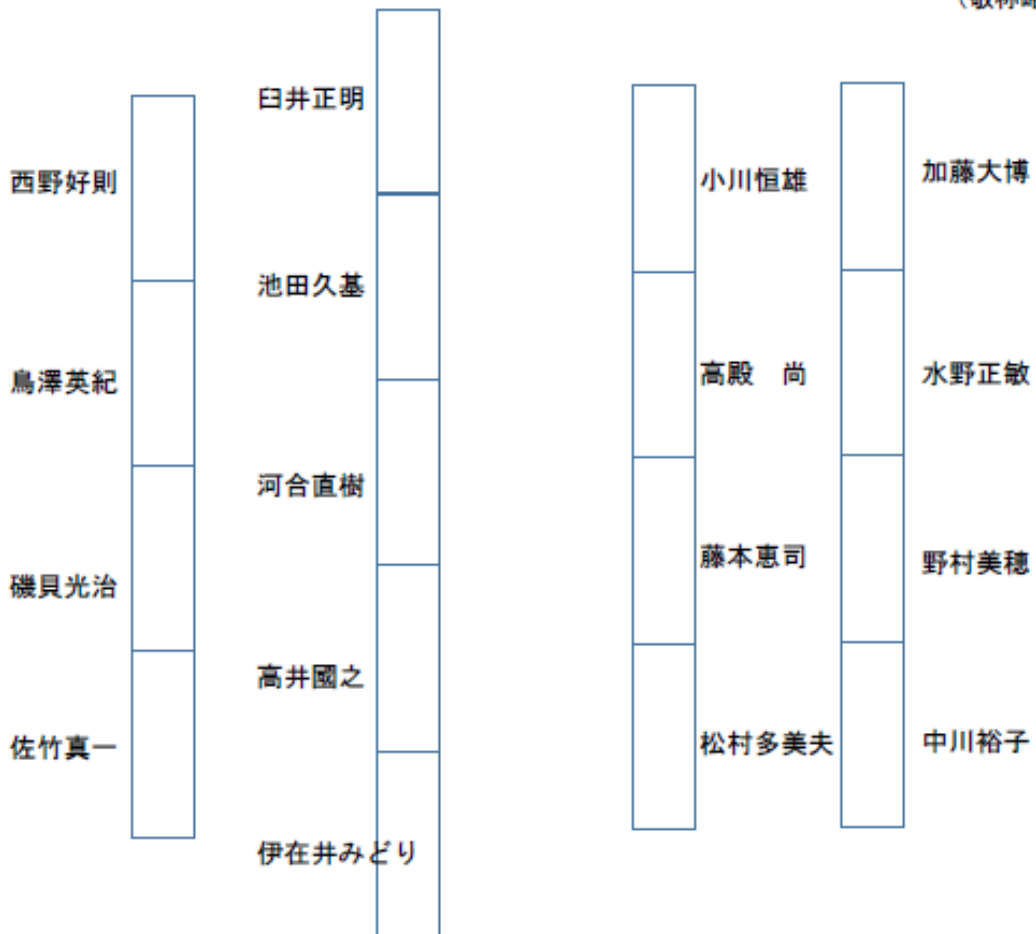 （敬称略
臼井正明
西野好則
小川恒雄
加藤大博
池田久基
鳥澤英紀
高殿　尚
水野正敏
河合直樹
藤本恵司
野村美穂
磯貝光治
高井國之
佐竹真一
松村多美夫
中川裕子
伊在井みどり